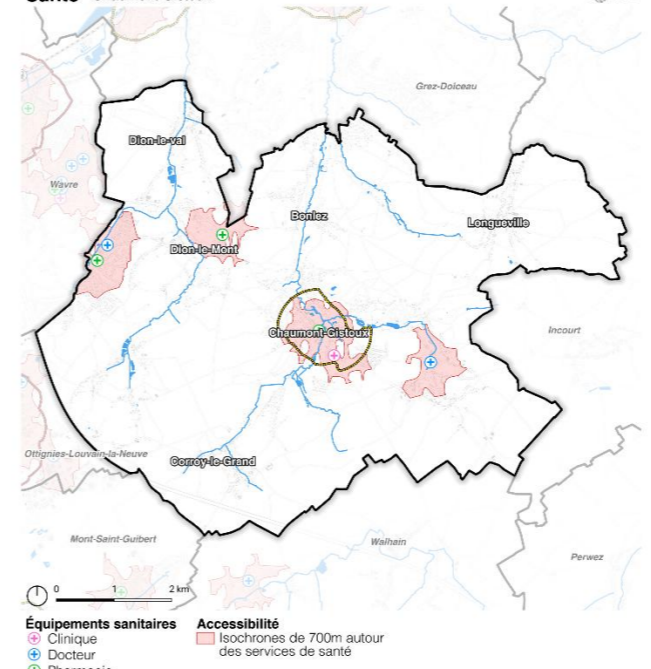 Santé
Grez-Doiceau
Dion-le-val
Wavre
Bonlez
Longueville
Dion-le-Mont
Chaumont-Gistoux
Incourt
Ottignies-Louvain-la-Neuve
Corroy-le-Grand
Mont-Saint-Guibert
Walhain
Perwez
0 1 2 km
Équipements sanitaires
Clinique
Docteur
Pharmacie
Accessibilité
Isochrones de 700m autour
des services de santé